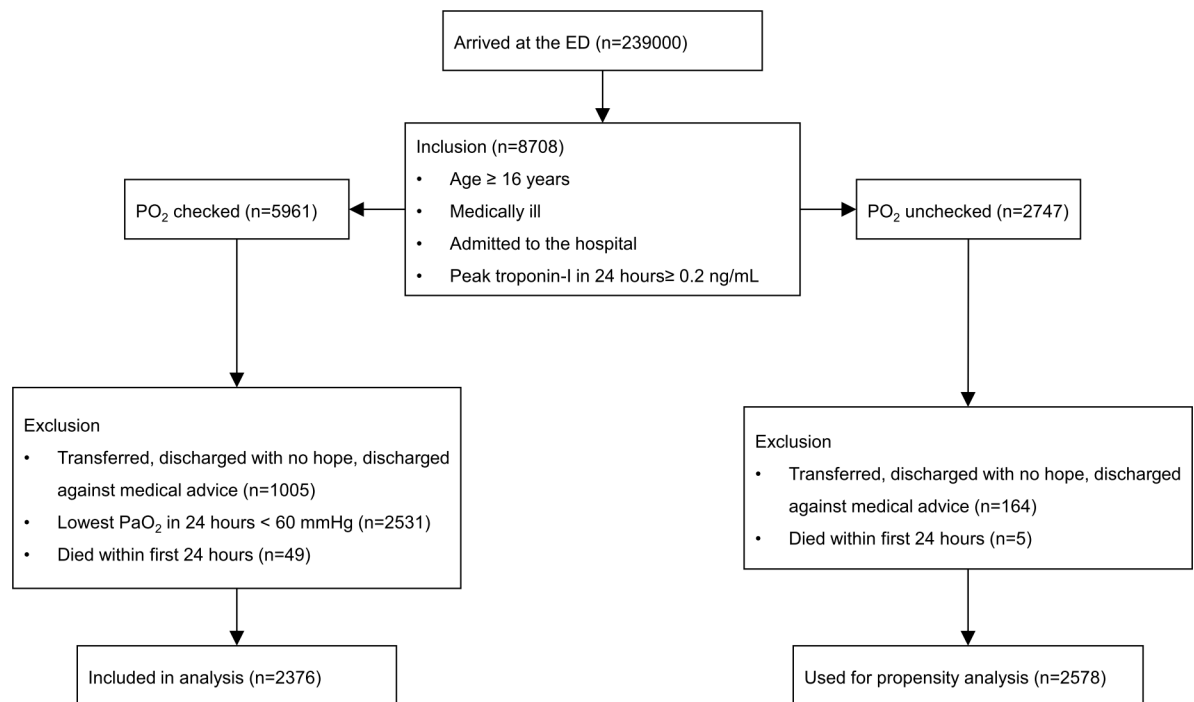 Arrived at the ED (n=239000)
Inclusion (n=8708)
• Age ≥ 16 years
• Medically ill
• Admitted to the hospital
• Peak troponin-I in 24 hours≥ 0.2 ng/mL
PO₂ checked (n=5961)
PO₂ unchecked (n=2747)
Exclusion
• Transferred, discharged with no hope, discharged
against medical advice (n=1005)
• Lowest PaO₂ in 24 hours < 60 mmHg (n=2531)
• Died within first 24 hours (n=49)
Exclusion
• Transferred, discharged with no hope, discharged
against medical advice (n=164)
• Died within first 24 hours (n=5)
Included in analysis (n=2376)
Used for propensity analysis (n=2578)